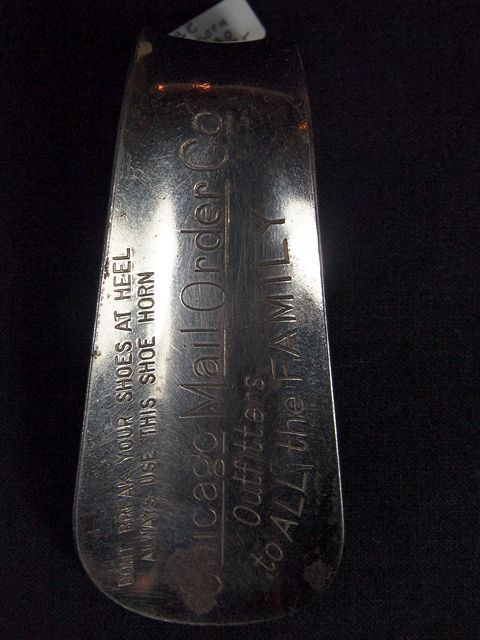 DON'T BREAK YOUR SHOES AT HEEL
ALWAYS USE THIS SHOE HORN
Chicago Mail Order Co
Outfitters
to ALL the FAMILY